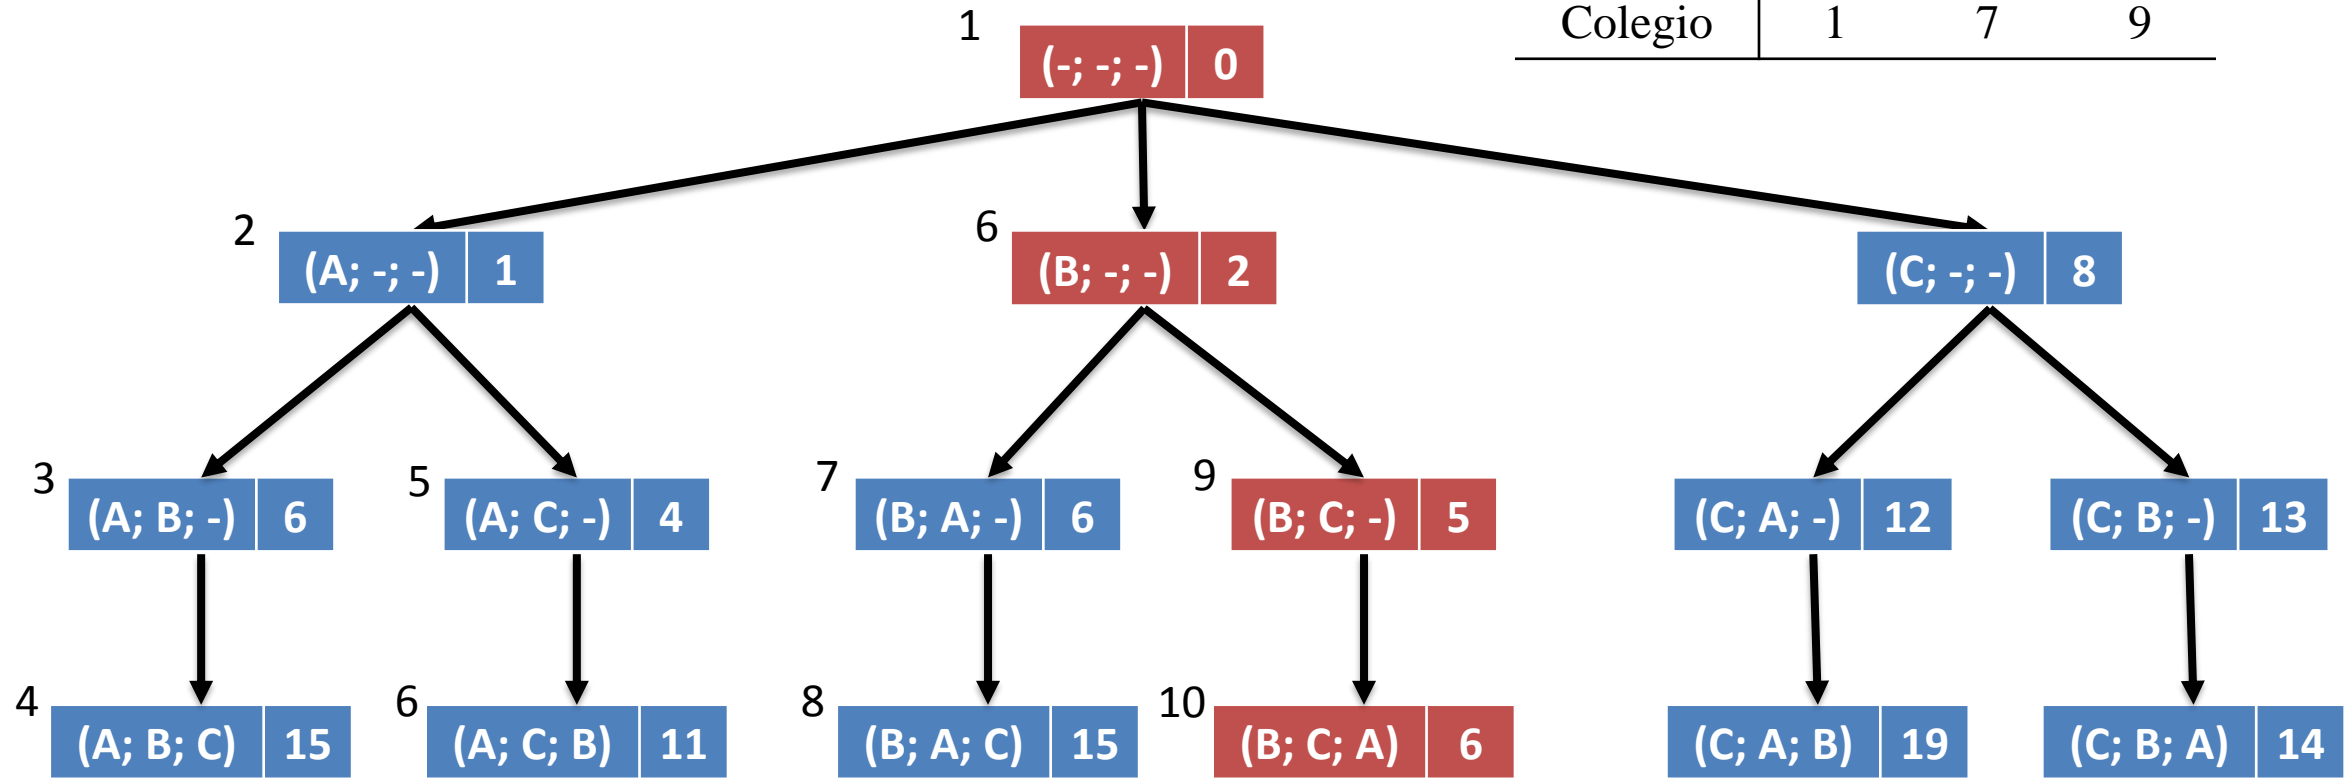 Colegio 1 7 9
1 (-; -; -) 0
2 (A; -; -) 1
6 (B; -; -) 2
(C; -; -) 8
3 (A; B; -) 6
5 (A; C; -) 4
7 (B; A; -) 6
9 (B; C; -) 5
(C; A; -) 12
(C; B; -) 13
4 (A; B; C) 15
6 (A; C; B) 11
8 (B; A; C) 15
10 (B; C; A) 6
(C; A; B) 19
(C; B; A) 14